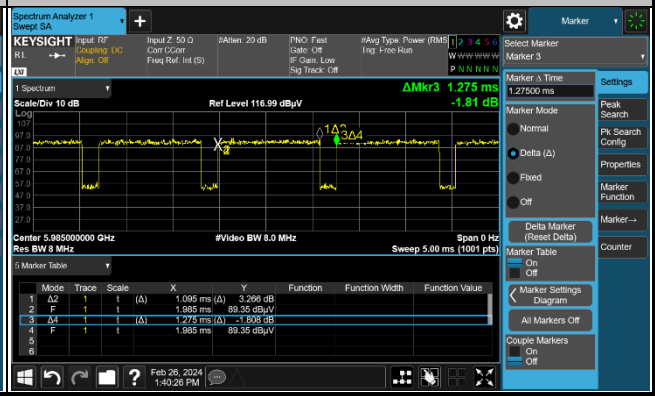 Spectrum Analyzer 1
Swept SA
+
Marker
KEYSIGHT Input: RF Input Z: 50 Ω #Atten: 20 dB PNO: Fast #Avg Type: Power (RMS 1 2 3 4 5 6
RL Coupling: DC Corr CCorr Gate: Off Trig: Free Run W W W W W W
Align: Off Freq Ref: Int (S) IF Gain: Low P N N N N N
Sig Track: Off
LXI
Select Marker
Marker 3
1 Spectrum
ΔMkr3 1.275 ms
-1.81 dB
Scale/Div 10 dB Ref Level 116.99 dBµV
Log
107
97.0
87.0
77.0
67.0
57.0
47.0
37.0
27.0
1Δ2
3Δ4
X
Center 5.985000000 GHz #Video BW 8.0 MHz Span 0 Hz
Res BW 8 MHz Sweep 5.00 ms (1001 pts)
5 Marker Table
Mode Trace Scale X Y Function Function Width Function Value
1 Δ2 1 t (Δ) 1.095 ms (Δ) 3.266 dB
2 F 1 t 1.985 ms 89.35 dBµV
3 Δ4 1 t (Δ) 1.275 ms (Δ) -1.808 dB
4 F 1 t 1.985 ms 89.35 dBµV
5
6
Marker Δ Time
1.27500 ms
Marker Mode
Normal
Delta (Δ)
Fixed
Off
Delta Marker
(Reset Delta)
Marker Table
On
Off
Marker Settings
Diagram
All Markers Off
Couple Markers
On
Off
Settings
Peak
Search
Pk Search
Config
Properties
Marker
Function
Marker→
Counter
? Feb 26, 2024
1:40:26 PM